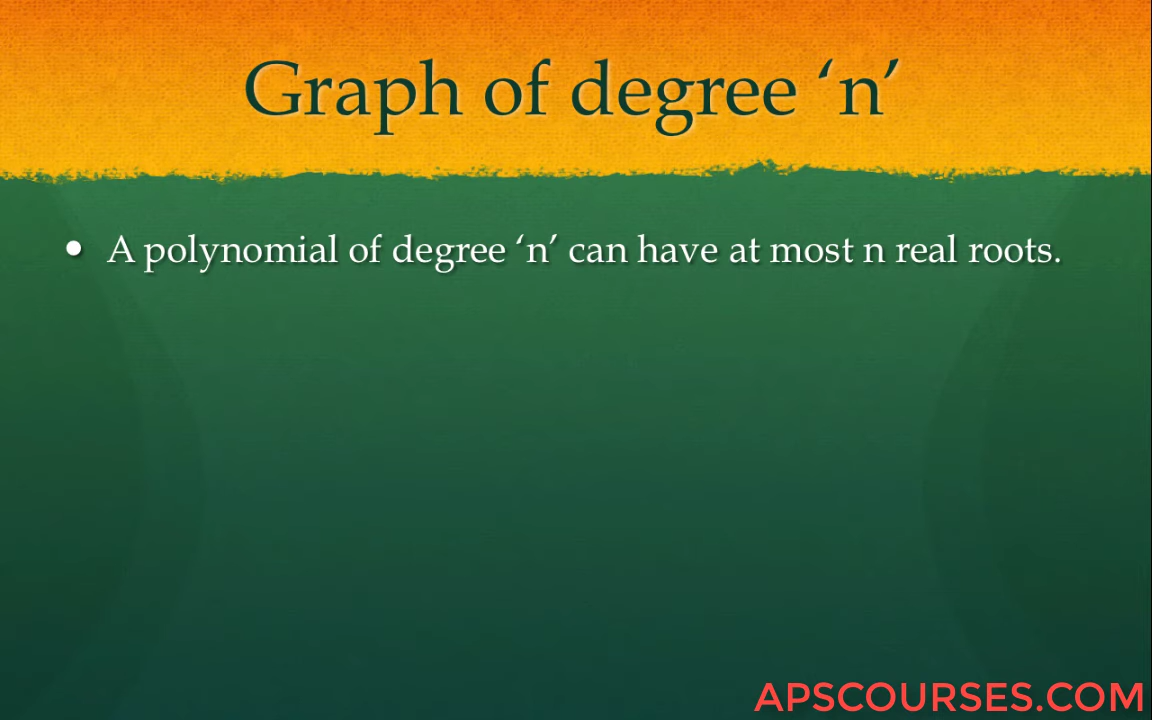 Graph of degree ‘n’
• A polynomial of degree ‘n’ can have at most n real roots.
APSCOURSES.COM